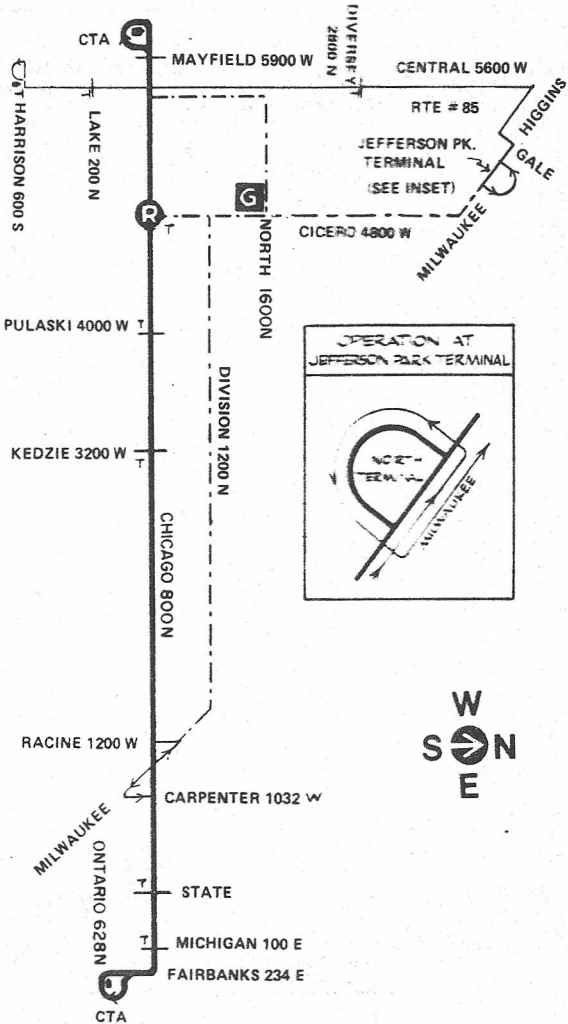 CTA
MAYFIELD 5900 W
DIVERSEY
2800 N
CENTRAL 5600 W
RTE # 85
HIGGINS
T HARRISON 600 S
T
LAKE 200 N
T
JEFFERSON PK.
TERMINAL
(SEE INSET)
GALE
MILWAUKEE
R
T
G
CICERO 4800 W
NORTH 1600N
PULASKI 4000 W
T
OPERATION AT
JEFFERSON PARK TERMINAL
NORTH
TERMINAL
MILWAUKEE
DIVISION 1200 N
KEDZIE 3200 W
T
CHICAGO 800N
W
S N
E
RACINE 1200 W
CARPENTER 1032 W
MILWAUKEE
ONTARIO 628N
T
STATE
T
MICHIGAN 100 E
FAIRBANKS 234 E
CTA